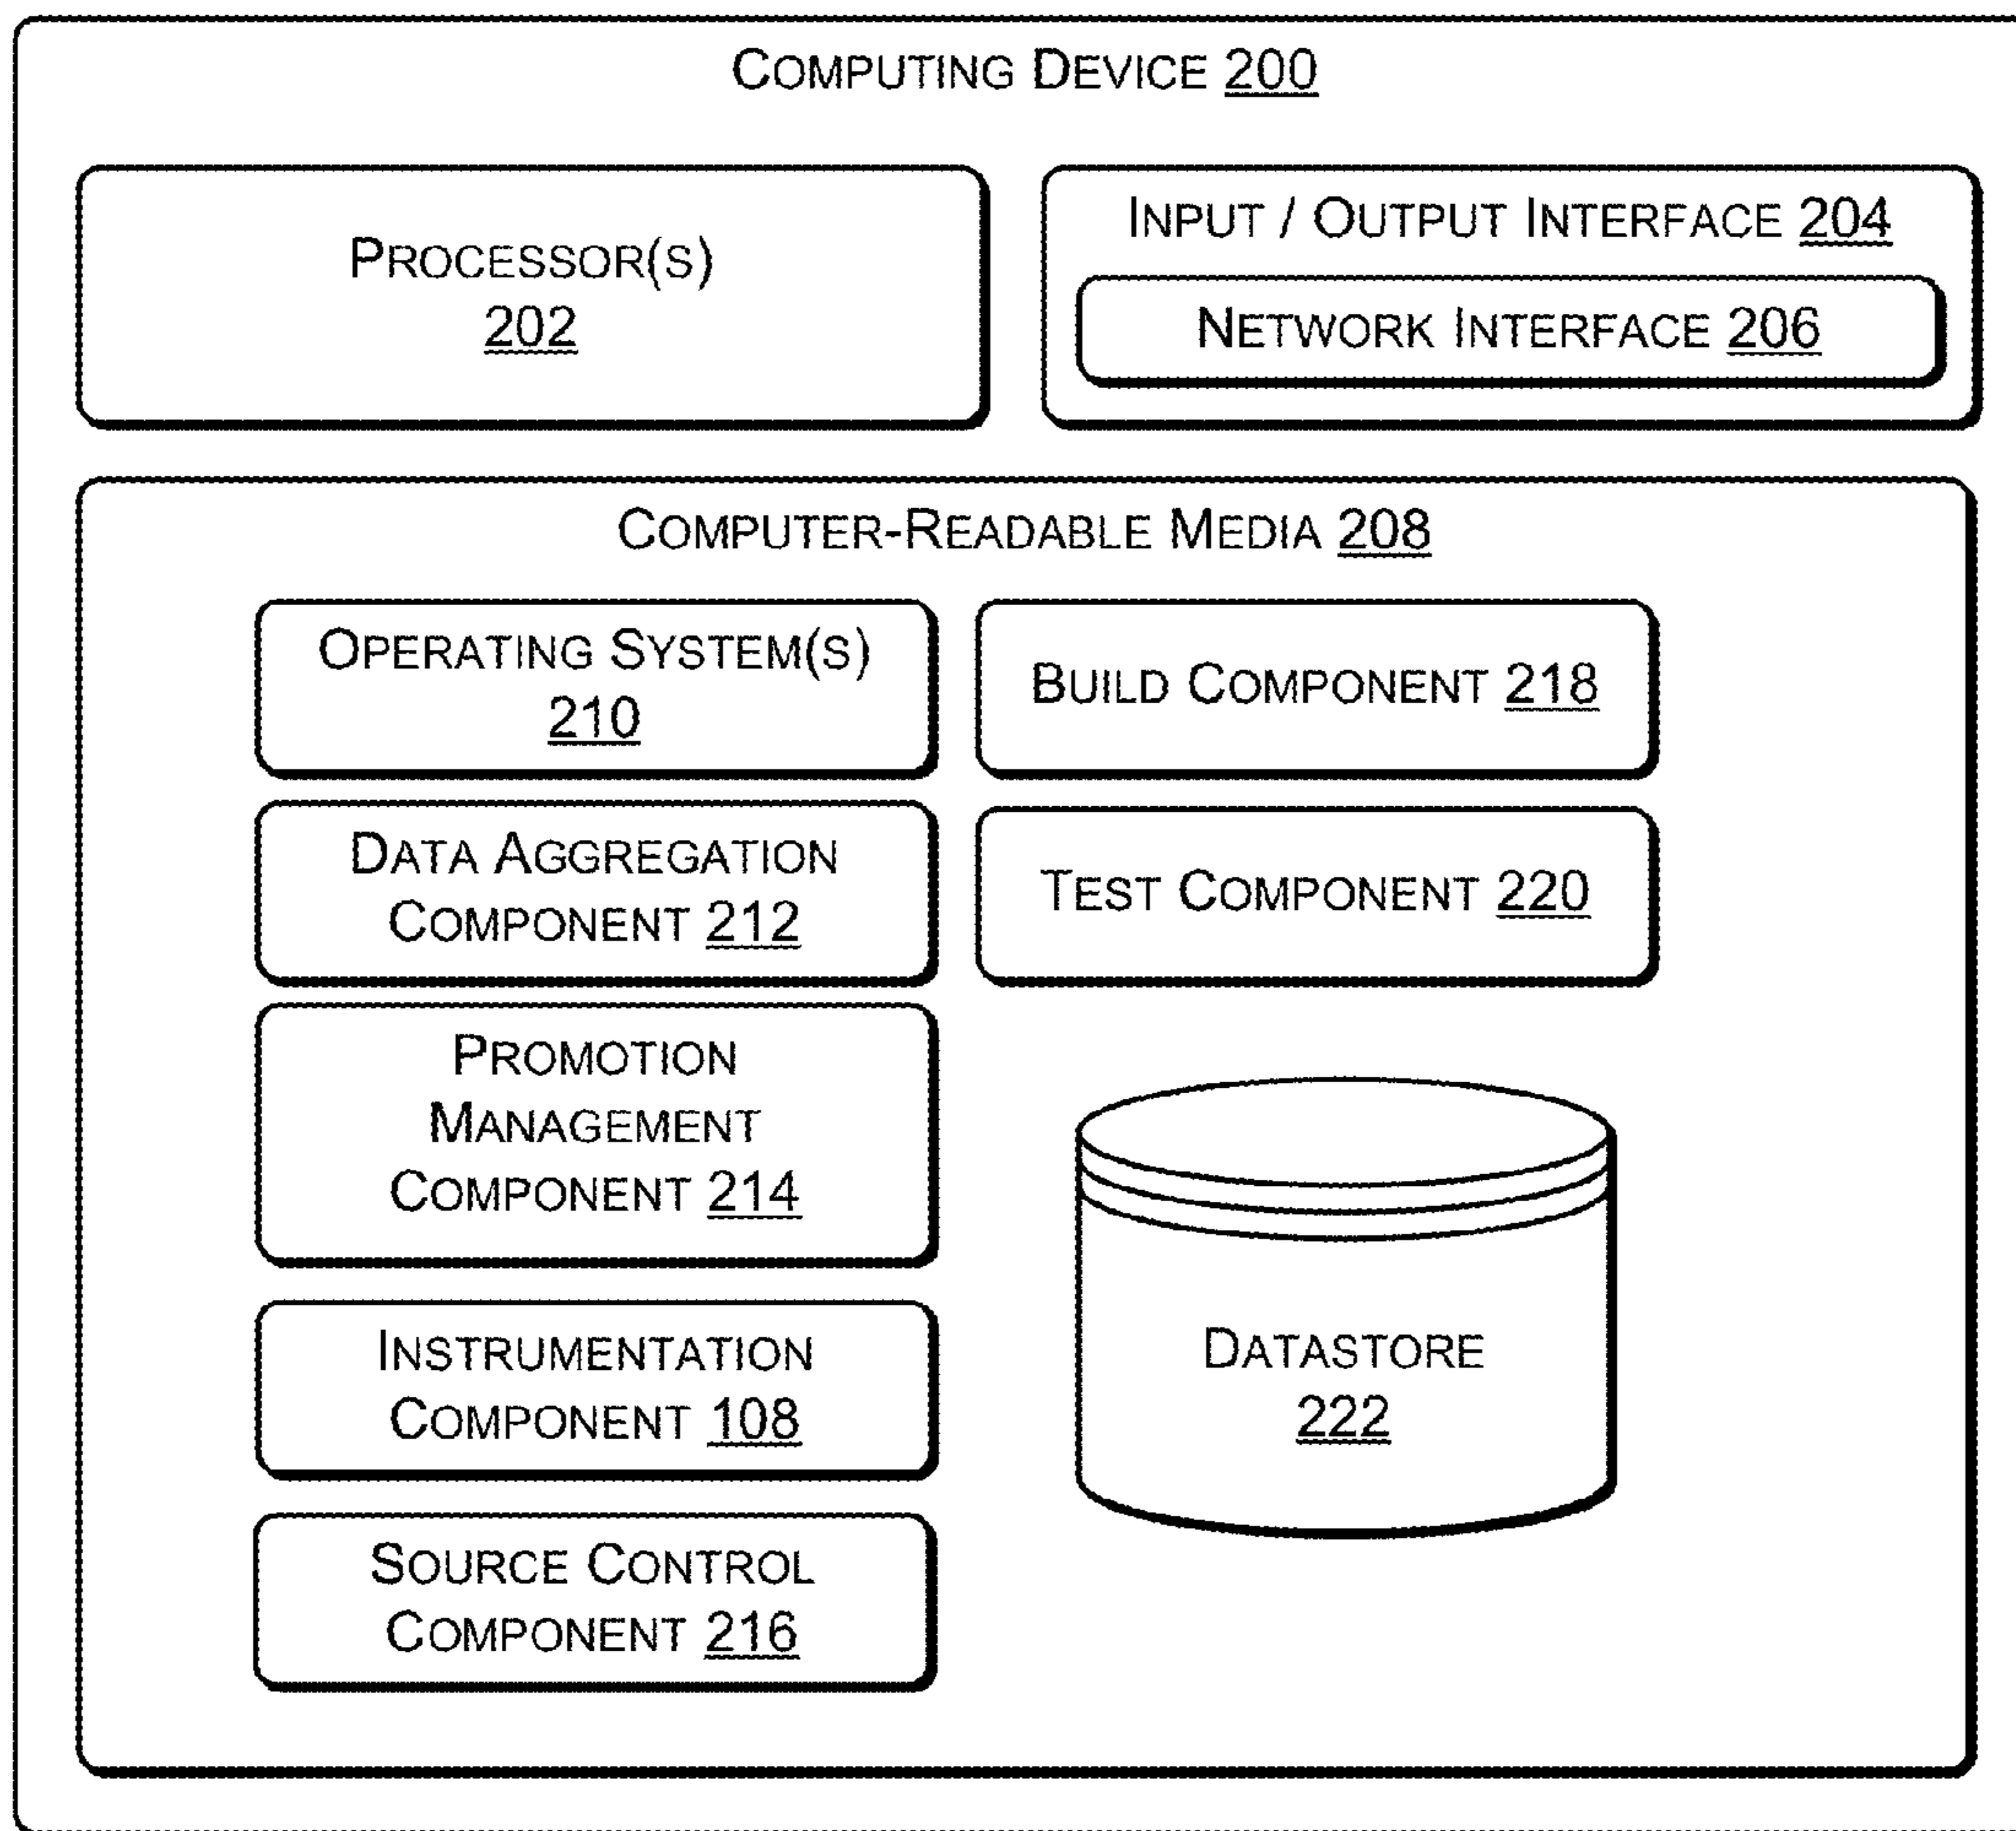 COMPUTING DEVICE 200
PROCESSOR(S)
202
INPUT / OUTPUT INTERFACE 204
NETWORK INTERFACE 206
COMPUTER-READABLE MEDIA 208
OPERATING SYSTEM(S)
210
DATA AGGREGATION
COMPONENT 212
PROMOTION
MANAGEMENT
COMPONENT 214
INSTRUMENTATION
COMPONENT 108
SOURCE CONTROL
COMPONENT 216
BUILD COMPONENT 218
TEST COMPONENT 220
DATASTORE
222